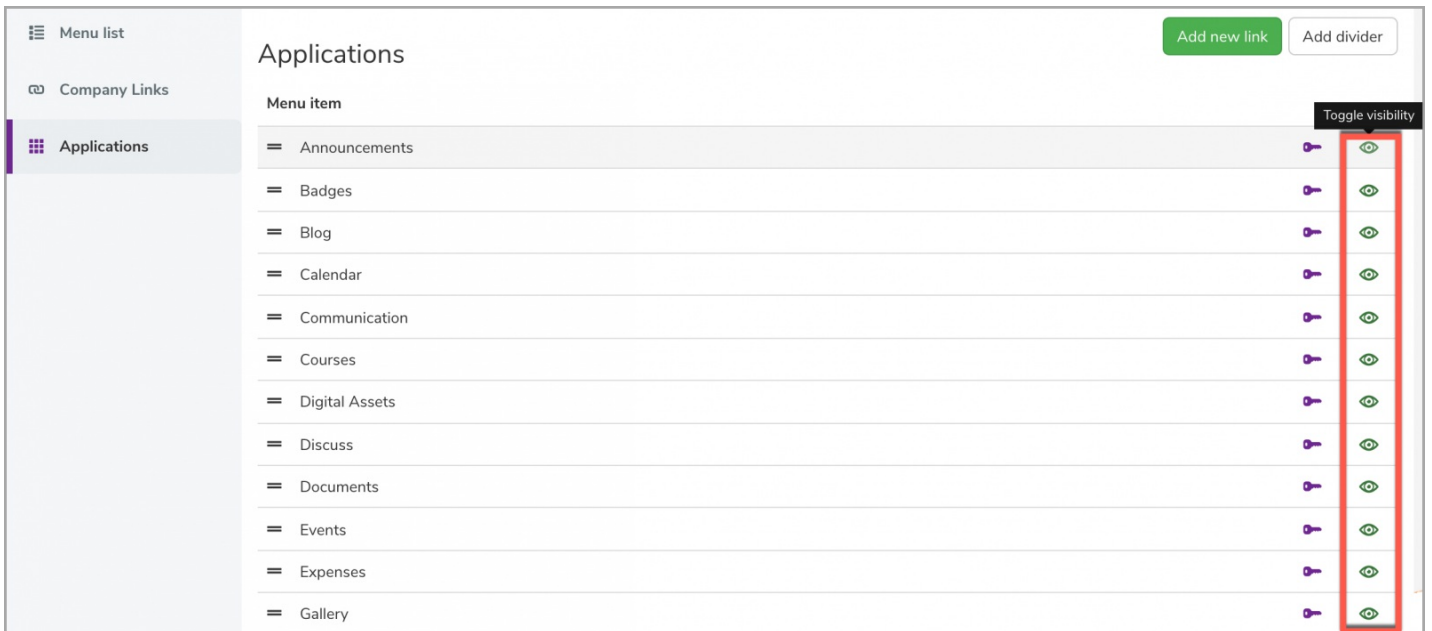 Menu list
Company Links
Applications
Applications
Add new link
Add divider
Menu item
Toggle visibility
Announcements
Badges
Blog
Calendar
Communication
Courses
Digital Assets
Discuss
Documents
Events
Expenses
Gallery